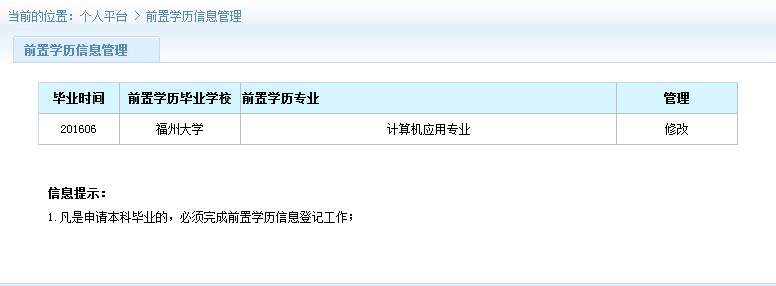 当前的位置：个人平台 > 前置学历信息管理
前置学历信息管理
毕业时间 前置学历毕业学校 前置学历专业 管理
201606 福州大学 计算机应用专业 修改
信息提示：
1.凡是申请本科毕业的，必须完成前置学历信息登记工作；